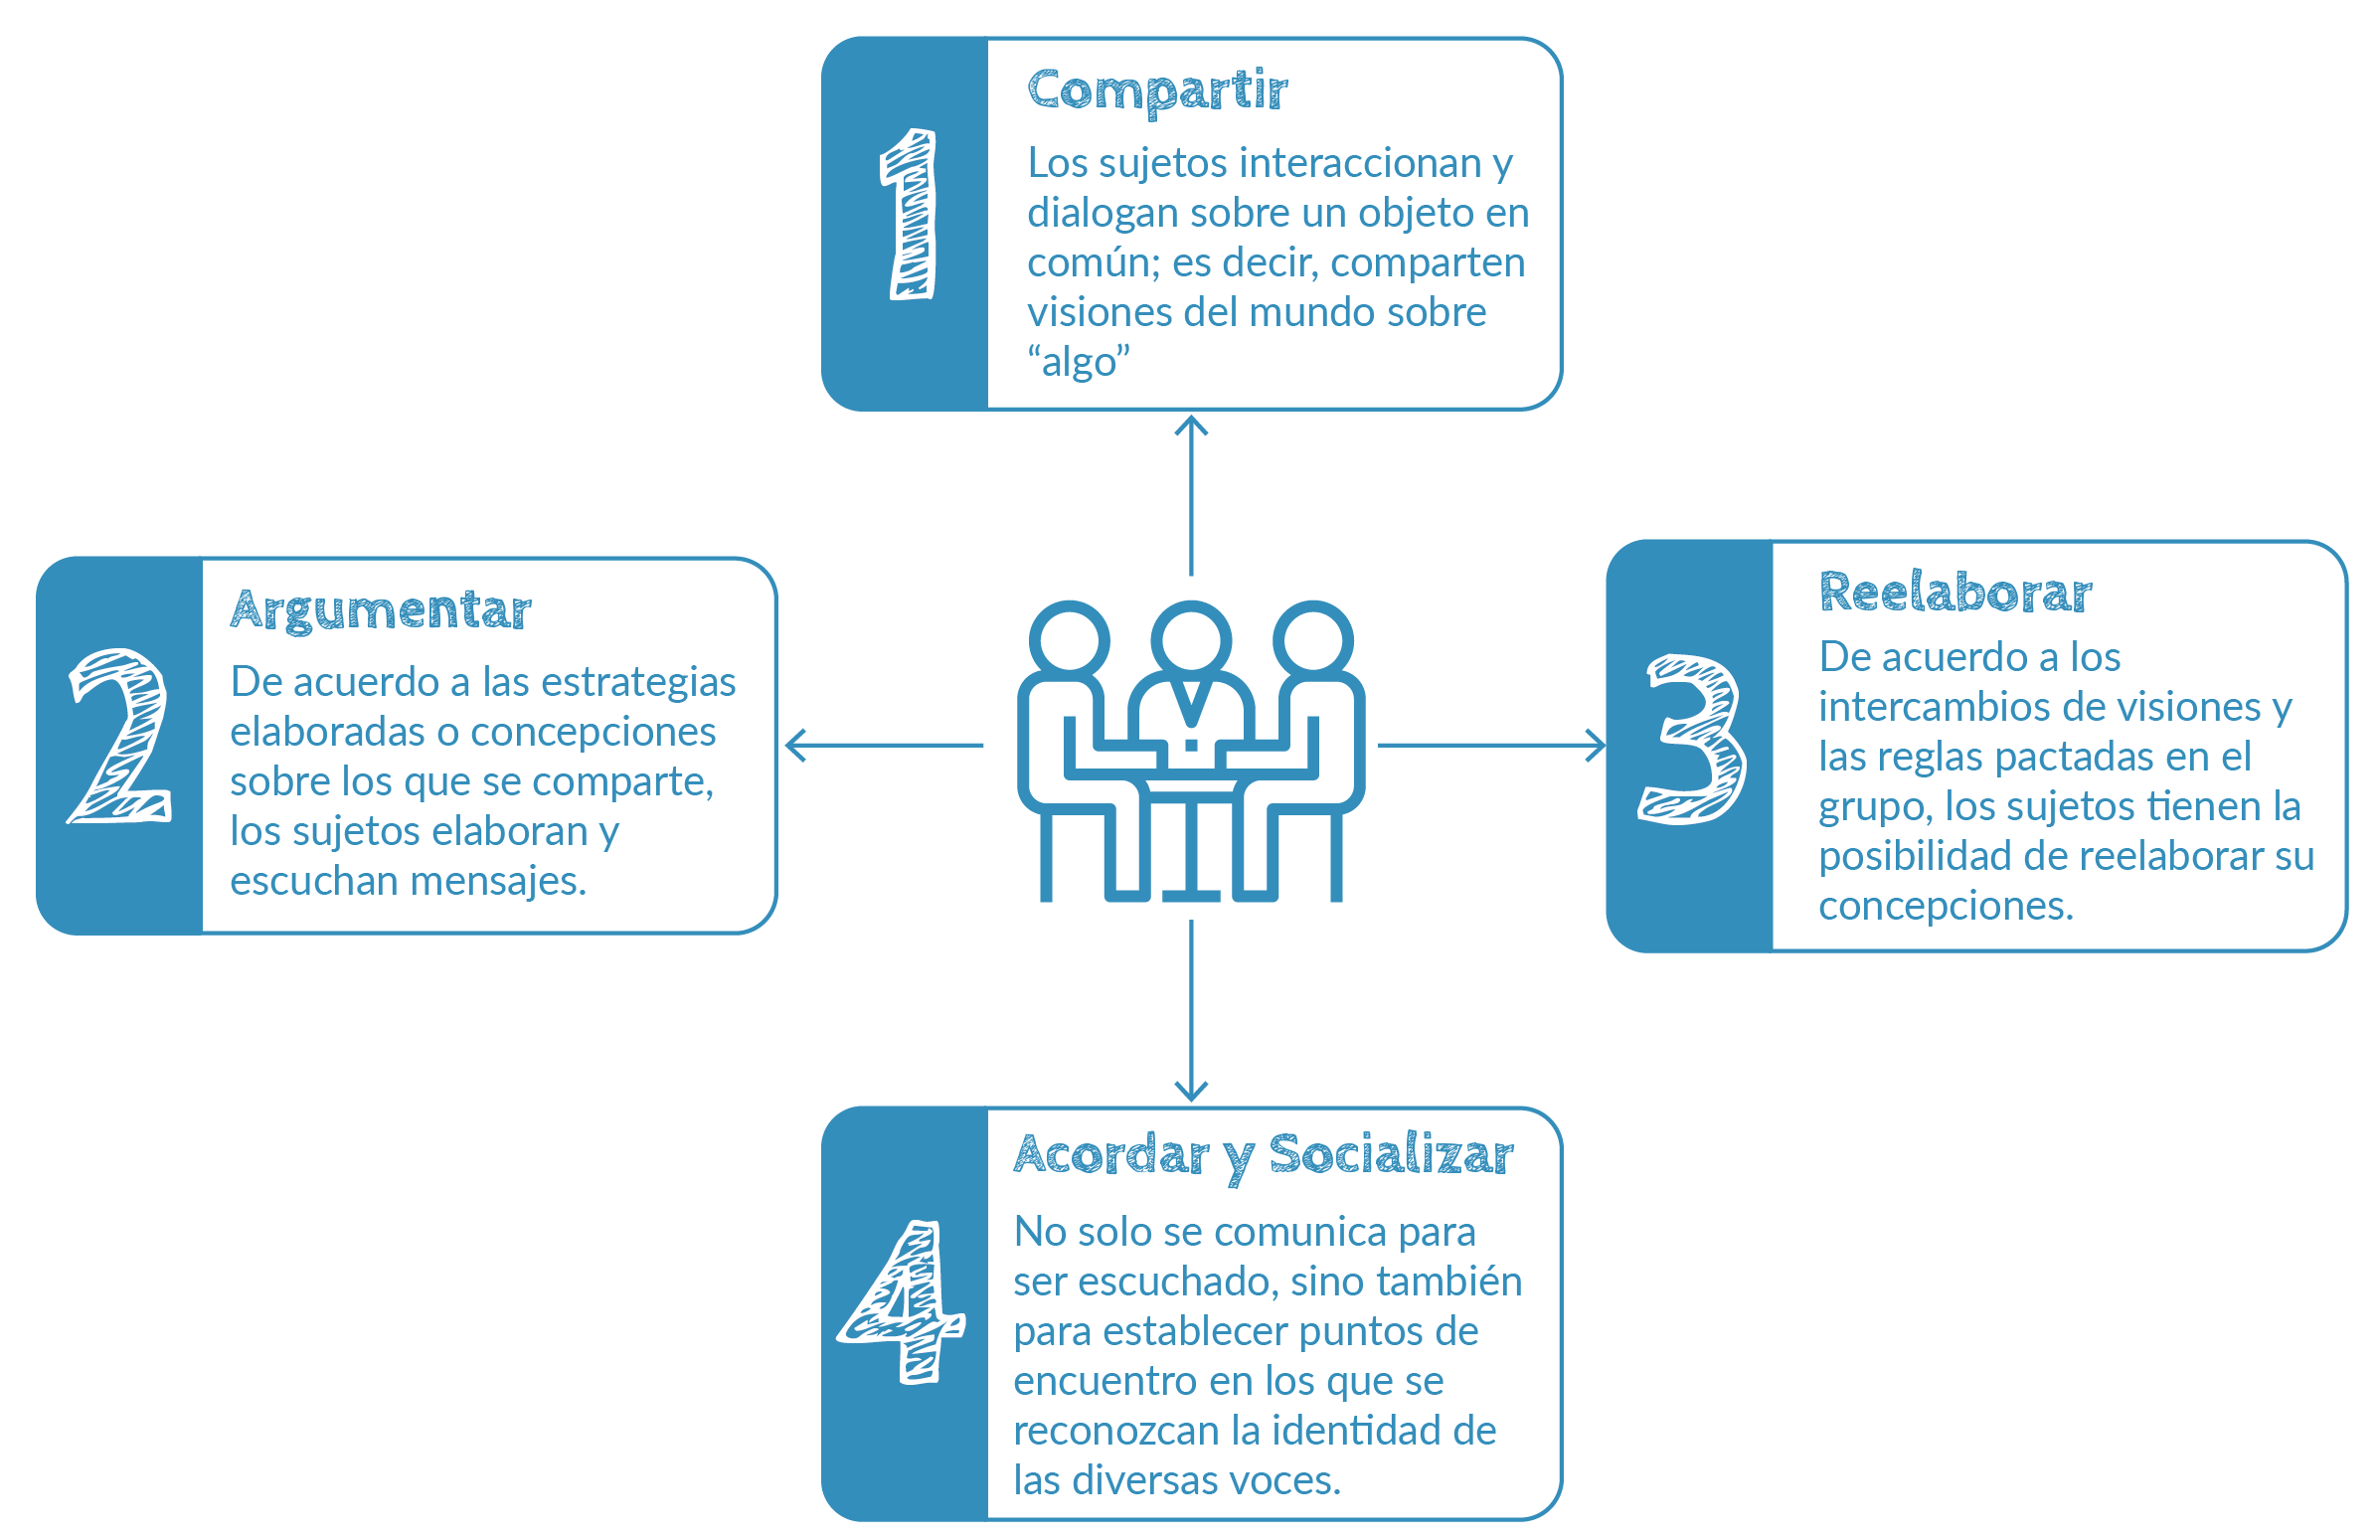 1
Compartir
Los sujetos interaccionan y
dialogan sobre un objeto en
común; es decir, comparten
visiones del mundo sobre
“algo”
2
Argumentar
De acuerdo a las estrategias
elaboradas o concepciones
sobre los que se comparte,
los sujetos elaboran y
escuchan mensajes.
3
Reelaborar
De acuerdo a los
intercambios de visiones y
las reglas pactadas en el
grupo, los sujetos tienen la
posibilidad de reelaborar su
concepciones.
4
Acordar y Socializar
No solo se comunica para
ser escuchado, sino también
para establecer puntos de
encuentro en los que se
reconozcan la identidad de
las diversas voces.